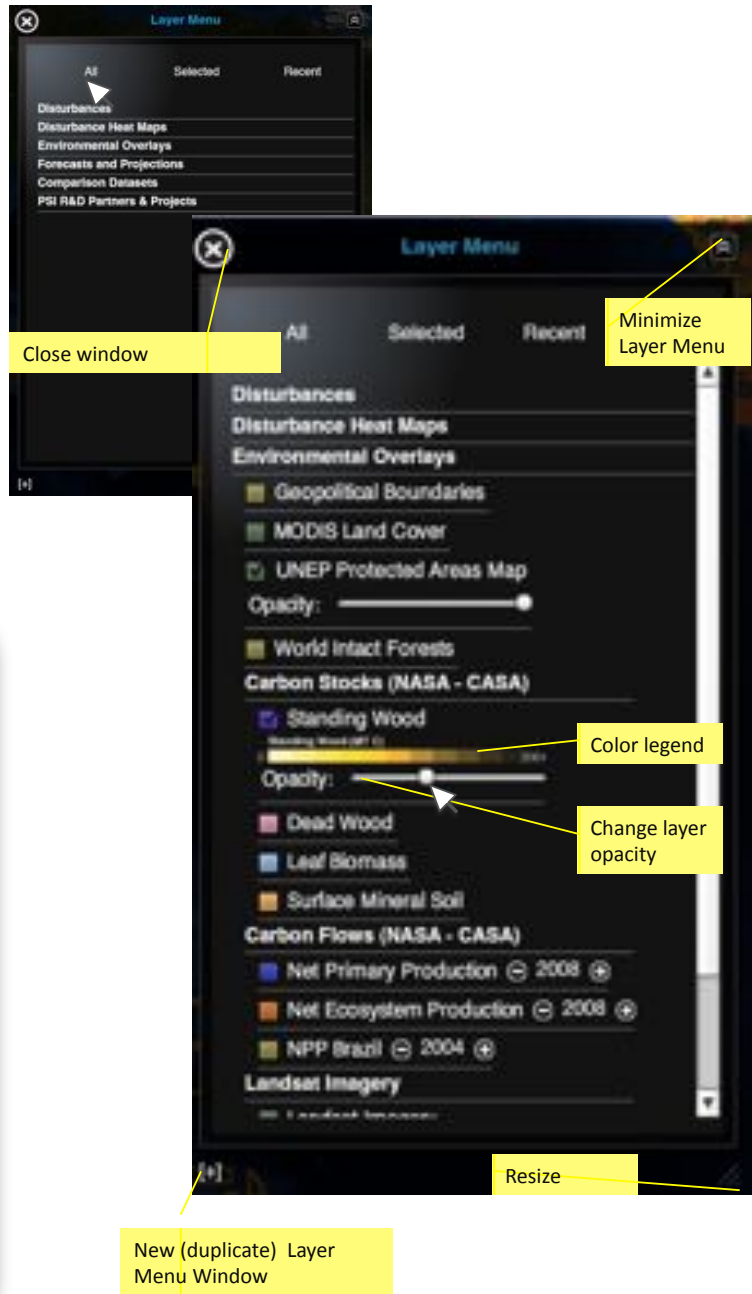 Layer Menu
All Selected Recent
Disturbances
Disturbance Heat Maps
Environmental Overlays
Forecasts and Projections
Comparison Datasets
PSI R&D Partners & Projects
[+]
Layer Menu
Close window
Minimize
Layer Menu
All Selected Recent
Disturbances
Disturbance Heat Maps
Environmental Overlays
Geopolitical Boundaries
MODIS Land Cover
UNEP Protected Areas Map
Opacity:
World Intact Forests
Carbon Stocks (NASA - CASA)
Standing Wood
Color legend
Opacity:
Change layer
opacity
Dead Wood
Leaf Biomass
Surface Mineral Soil
Carbon Flows (NASA - CASA)
Net Primary Production 2008
Net Ecosystem Production 2008
NPP Brazil 2004
Landsat Imagery
Landsat Imagery
[+]
Resize
New (duplicate) Layer
Menu Window